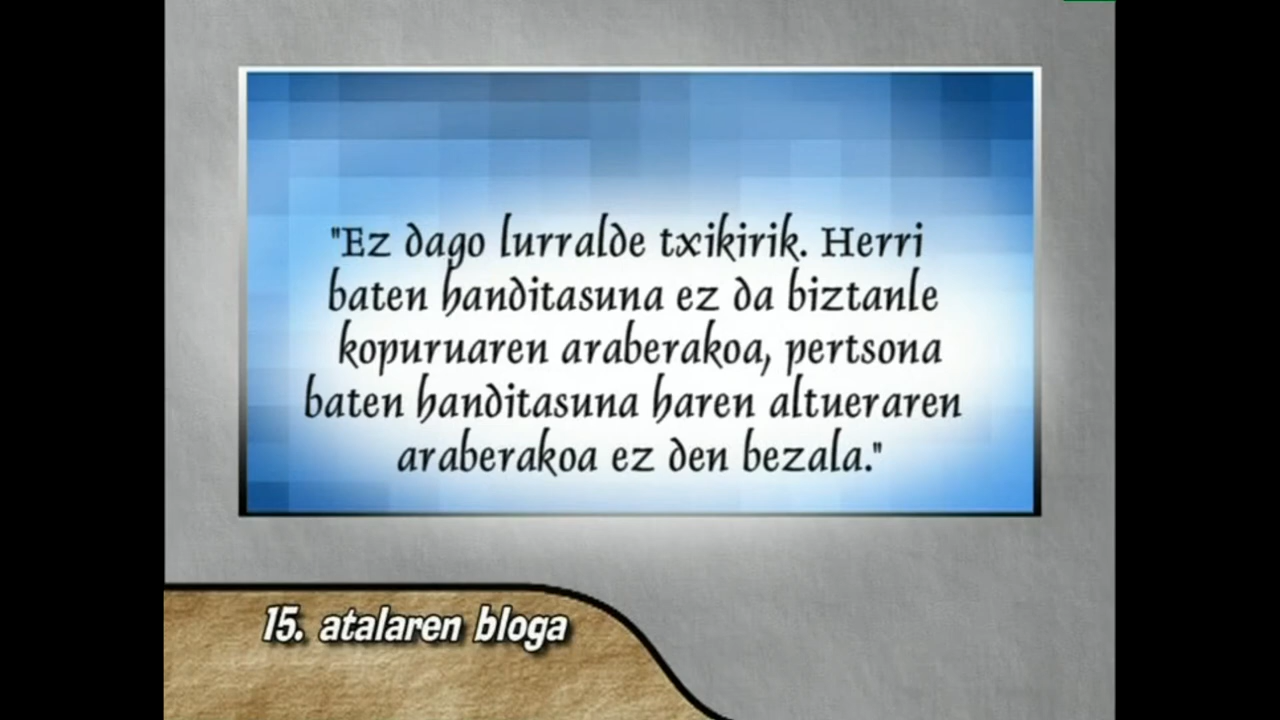 "Ez dago lurralde txikirik. Herri
baten handitasuna ez da biztanle
kopuruaren araberakoa, pertsona
baten handitasuna haren altueraren
araberakoa ez den bezala."
15. atalaren bloga